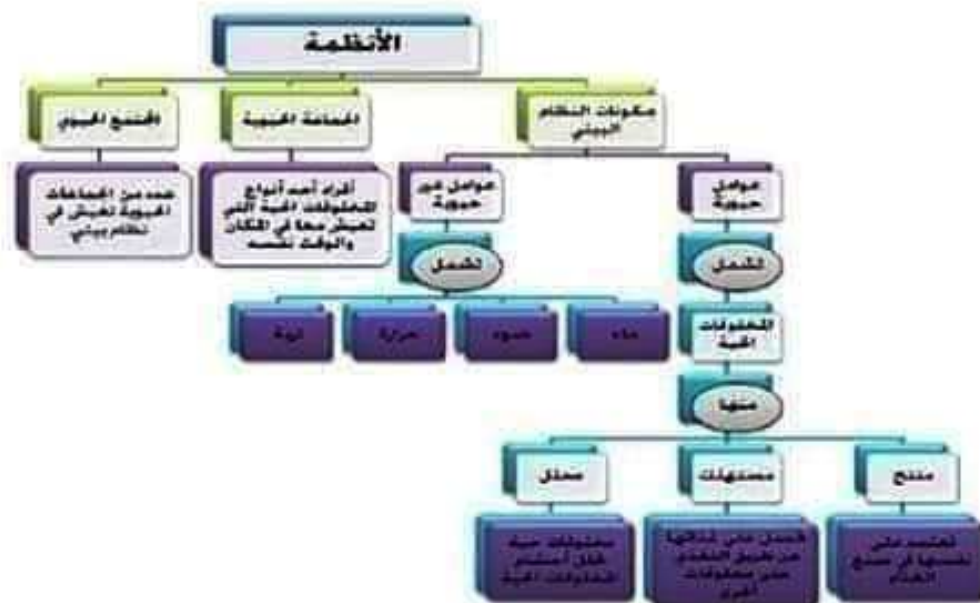 الأنظمة
مكونات النظام
البيئي
الجماعة الحيوية
المجتمع الحيوي
عوامل
حيوية
عوامل غير
حيوية
أفراد أحد أنواع
المخلوقات الحية التي
تعيش معا في المكان
والوقت نفسه
عدد من الجماعات
الحيوية تعيش في
نظام بيئي
تشمل
تشمل
المخلوقات
الحية
ماء
ضوء
حرارة
تربة
منها
منتج
مستهلك
محلل
تعتمد على
نفسها في صنع
الغذاء
تحصل على غذائها
عن طريق التغذي
على مخلوقات
أخرى
مخلوقات حية
تحلل أجسام
المخلوقات الحية